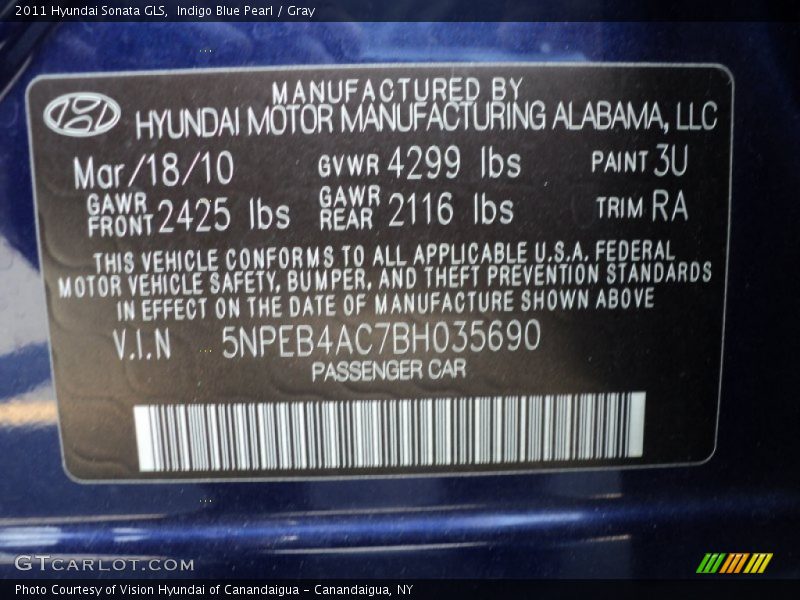 2011 Hyundai Sonata GLS,  Indigo Blue Pearl / Gray
MANUFACTURED BY
HYUNDAI MOTOR MANUFACTURING ALABAMA, LLC
Mar/18/10 GVWR 4299 lbs PAINT 3U
GAWR FRONT 2425 lbs GAWR REAR 2116 lbs TRIM RA
THIS VEHICLE CONFORMS TO ALL APPLICABLE U.S.A. FEDERAL
MOTOR VEHICLE SAFETY, BUMPER, AND THEFT PREVENTION STANDARDS
IN EFFECT ON THE DATE OF MANUFACTURE SHOWN ABOVE
V.I.N 5NPEB4AC7BH035690
PASSENGER CAR
GTCARLOT.COM
Photo Courtesy of Vision Hyundai of Canandaigua - Canandaigua, NY